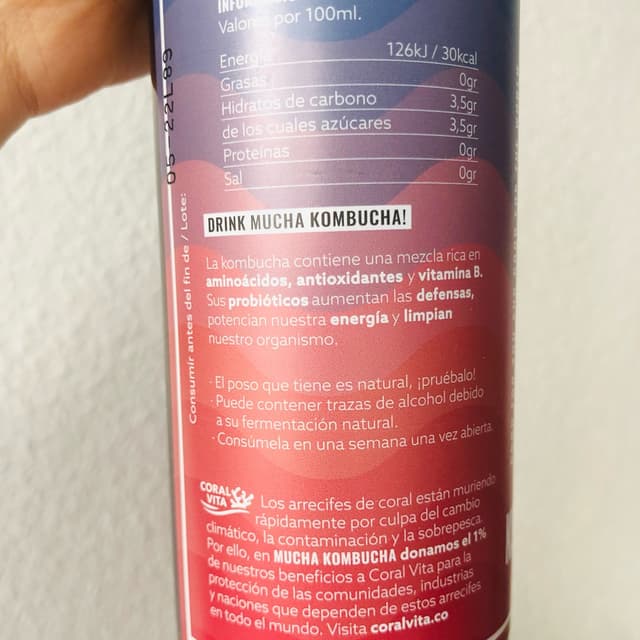 Valores por 100ml.
Energía 126kJ / 30kcal
Grasas 0gr
Hidratos de carbono 3,5gr
de los cuales azúcares 3,5gr
Proteínas 0gr
Sal 0gr
DRINK MUCHA KOMBUCHA!
La kombucha contiene una mezcla rica en
aminoácidos, antioxidantes y vitamina B.
Sus probióticos aumentan las defensas,
potencian nuestra energía y limpian
nuestro organismo.
· El poso que tiene es natural, ¡pruébalo!
· Puede contener trazas de alcohol debido
a su fermentación natural.
· Consúmela en una semana una vez abierta.
CORAL
VITA
Los arrecifes de coral están muriendo
rápidamente por culpa del cambio
climático, la contaminación y la sobrepesca.
Por ello, en MUCHA KOMBUCHA donamos el 1%
de nuestros beneficios a Coral Vita para la
protección de las comunidades, industrias
y naciones que dependen de estos arrecifes
en todo el mundo. Visita coralvita.co
Consumir antes del fin de / Lote:
05-22L89